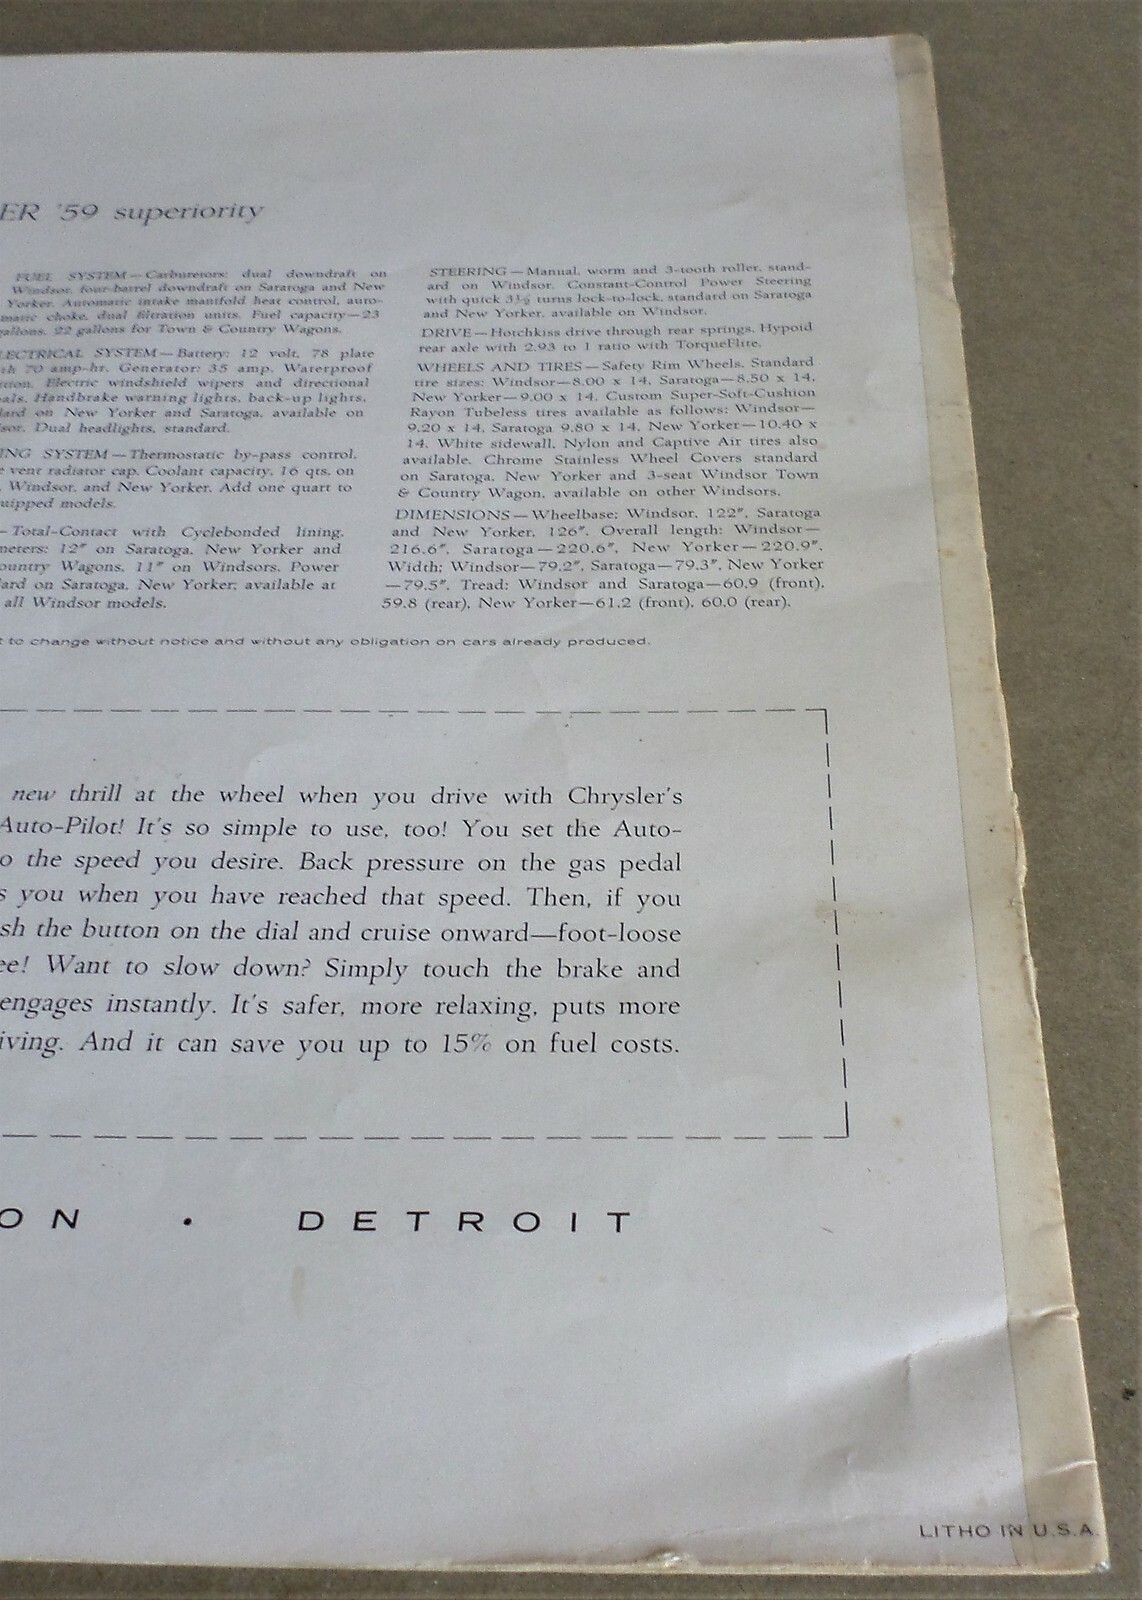 ER '59 superiority
FUEL SYSTEM—Carburetors: dual downdraft on
Windsor, four-barrel downdraft on Saratoga and New
Yorker. Automatic intake manifold heat control, auto-
matic choke, dual filtration units. Fuel capacity—23
gallons. 22 gallons for Town & Country Wagons.
LECTRICAL SYSTEM—Battery: 12 volt, 78 plate
70 amp-hr. Generator: 35 amp. Waterproof
Electric windshield wipers and directional
als. Handbrake warning lights, back-up lights,
dard on New Yorker and Saratoga, available on
sor. Dual headlights, standard.
ING SYSTEM—Thermostatic by-pass control,
vent radiator cap. Coolant capacity, 16 qts. on
Windsor, and New Yorker. Add one quart to
uipped models.
—Total-Contact with Cyclebonded lining.
meters: 12″ on Saratoga, New Yorker and
ountry Wagons, 11″ on Windsors. Power
ard on Saratoga, New Yorker; available at
all Windsor models.
STEERING—Manual, worm and 3-tooth roller, stand-
ard on Windsor. Constant-Control Power Steering
with quick 3½ turns lock-to-lock, standard on Saratoga
and New Yorker, available on Windsor.
DRIVE—Hotchkiss drive through rear springs. Hypoid
rear axle with 2.93 to 1 ratio with TorqueFlite.
WHEELS AND TIRES—Safety Rim Wheels. Standard
tire sizes: Windsor—8.00 x 14, Saratoga—8.50 x 14,
New Yorker—9.00 x 14. Custom Super-Soft-Cushion
Rayon Tubeless tires available as follows: Windsor—
9.20 x 14, Saratoga 9.80 x 14, New Yorker—10.40 x
14. White sidewall, Nylon and Captive Air tires also
available. Chrome Stainless Wheel Covers standard
on Saratoga, New Yorker and 3-seat Windsor Town
& Country Wagon, available on other Windsors.
DIMENSIONS—Wheelbase: Windsor, 122″, Saratoga
and New Yorker, 126″. Overall length: Windsor—
216.6″, Saratoga—220.6″, New Yorker—220.9″.
Width: Windsor—79.2″, Saratoga—79.3″, New Yorker
—79.5″. Tread: Windsor and Saratoga—60.9 (front),
59.8 (rear), New Yorker—61.2 (front), 60.0 (rear).
t to change without notice and without any obligation on cars already produced.
new thrill at the wheel when you drive with Chrysler's
Auto-Pilot! It's so simple to use, too! You set the Auto-
o the speed you desire. Back pressure on the gas pedal
s you when you have reached that speed. Then, if you
sh the button on the dial and cruise onward—foot-loose
ee! Want to slow down? Simply touch the brake and
engages instantly. It's safer, more relaxing, puts more
iving. And it can save you up to 15% on fuel costs.
ON • DETROIT
LITHO IN U.S.A.